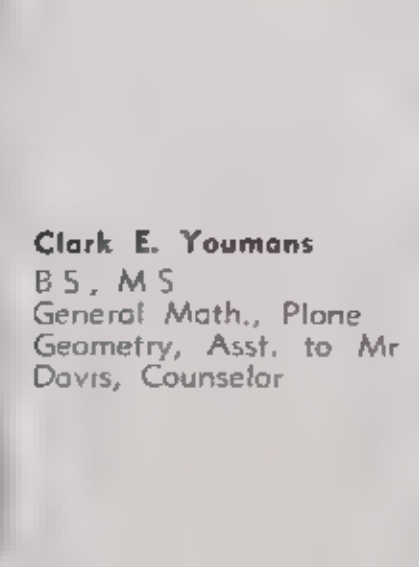 Clark E. Youmans
B S, M S
General Math., Plane
Geometry, Asst. to Mr
Davis, Counselor